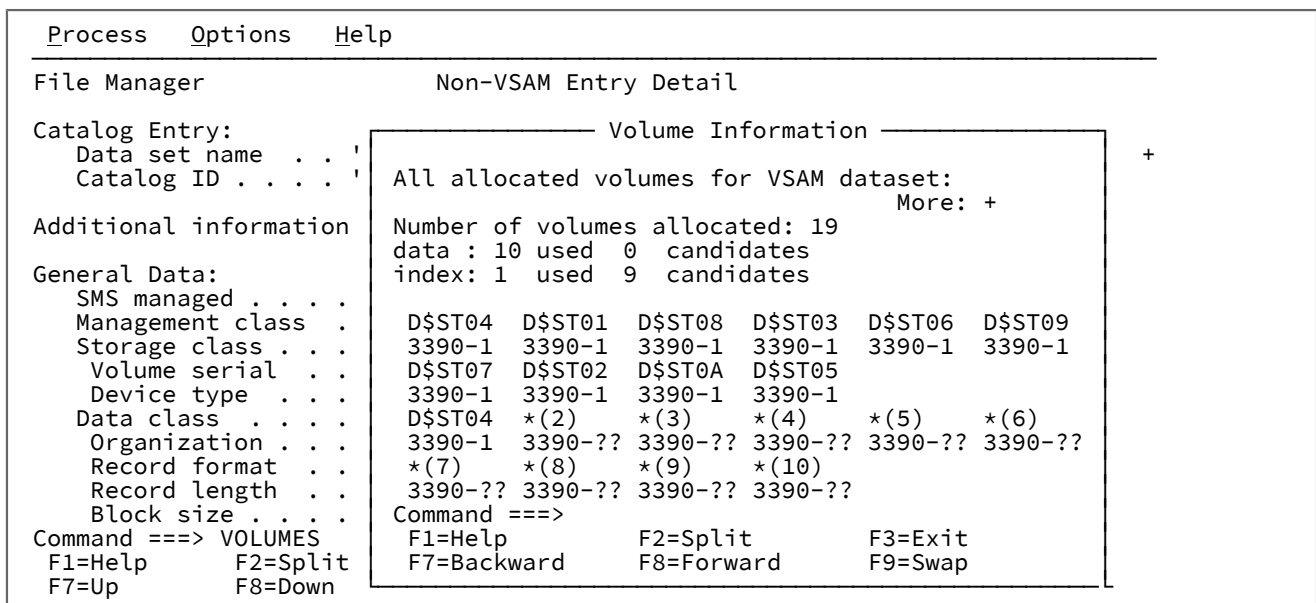 Process   Options   Help
File Manager                Non-VSAM Entry Detail
Catalog Entry:              Volume Information
Data set name  . . '                                                      +
Catalog ID . . . . '  All allocated volumes for VSAM dataset:
More: +
Additional information   Number of volumes allocated: 19
data : 10 used  0  candidates
General Data:            index: 1  used  9  candidates
SMS managed . . . .
Management class  .   D$ST04  D$ST01  D$ST08  D$ST03  D$ST06  D$ST09
Storage class . . .   3390-1  3390-1  3390-1  3390-1  3390-1  3390-1
Volume serial  . .    D$ST07  D$ST02  D$ST0A  D$ST05
Device type  . . .    3390-1  3390-1  3390-1  3390-1
Data class  . . . .   D$ST04  *(2)    *(3)    *(4)    *(5)    *(6)
Organization . . .    3390-1  3390-?? 3390-?? 3390-?? 3390-?? 3390-??
Record format  . .    *(7)    *(8)    *(9)    *(10)
Record length  . .    3390-?? 3390-?? 3390-?? 3390-??
Block size . . . .   Command ===>
Command ===> VOLUMES      F1=Help         F2=Split        F3=Exit
F1=Help       F2=Split    F7=Backward     F8=Forward      F9=Swap
F7=Up         F8=Down